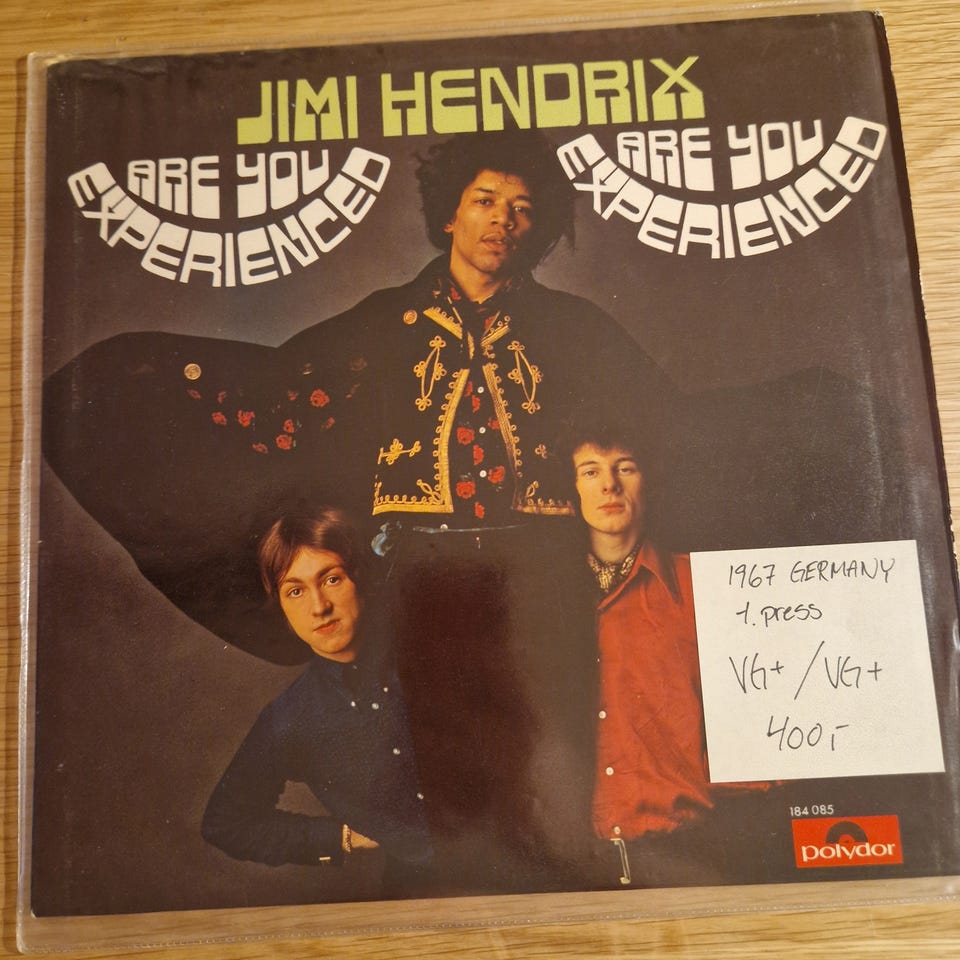 JIMI HENDRIX
ARE YOU
EXPERIENCED
ARE YOU
EXPERIENCED
1967 GERMANY
1. press
VG+ / VG+
400,-
184 085
polydor